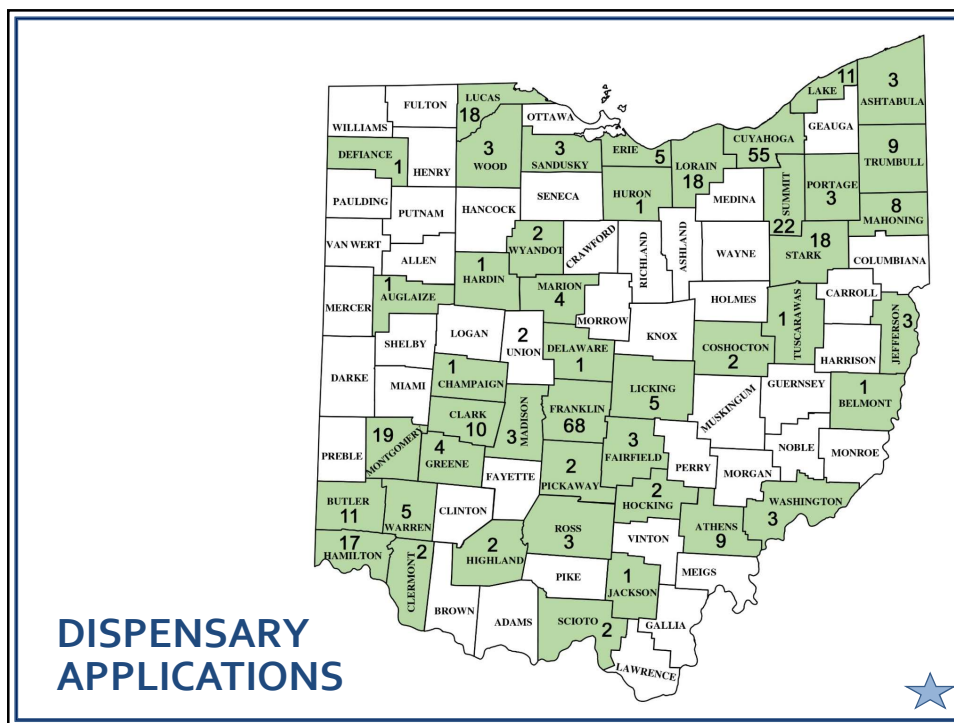 LAKE 11
3
ASHTABULA
LUCAS
18
FULTON
WILLIAMS
OTTAWA
CUYAHOGA
55
GEAUGA
DEFIANCE
1
HENRY
3
WOOD
3
SANDUSKY
ERIE
5
LORAIN
18
9
TRUMBULL
PAULDING
PUTNAM
HANCOCK
SENECA
HURON
1
MEDINA
SUMMIT
22
PORTAGE
3
8
MAHONING
VAN WERT
ALLEN
2
WYANDOT
CRAWFORD
RICHLAND
ASHLAND
WAYNE
18
STARK
COLUMBIANA
MERCER
1
AUGLAIZE
1
HARDIN
MARION
4
MORROW
HOLMES
CARROLL
1
TUSCARAWAS
JEFFERSON
3
SHELBY
LOGAN
2
UNION
DELAWARE
1
KNOX
COSHOCTON
2
HARRISON
DARKE
MIAMI
1
CHAMPAIGN
LICKING
5
MUSKINGUM
GUERNSEY
1
BELMONT
CLARK
10
3
MADISON
FRANKLIN
68
3
FAIRFIELD
NOBLE
MONROE
PREBLE
19
MONTGOMERY
4
GREENE
FAYETTE
2
PICKAWAY
PERRY
MORGAN
BUTLER
11
5
WARREN
CLINTON
ROSS
3
2
HOCKING
ATHENS
9
WASHINGTON
3
17
HAMILTON
2
CLERMONT
2
HIGHLAND
VINTON
MEIGS
BROWN
ADAMS
PIKE
1
JACKSON
GALLIA
SCIOTO
2
LAWRENCE
DISPENSARY
APPLICATIONS